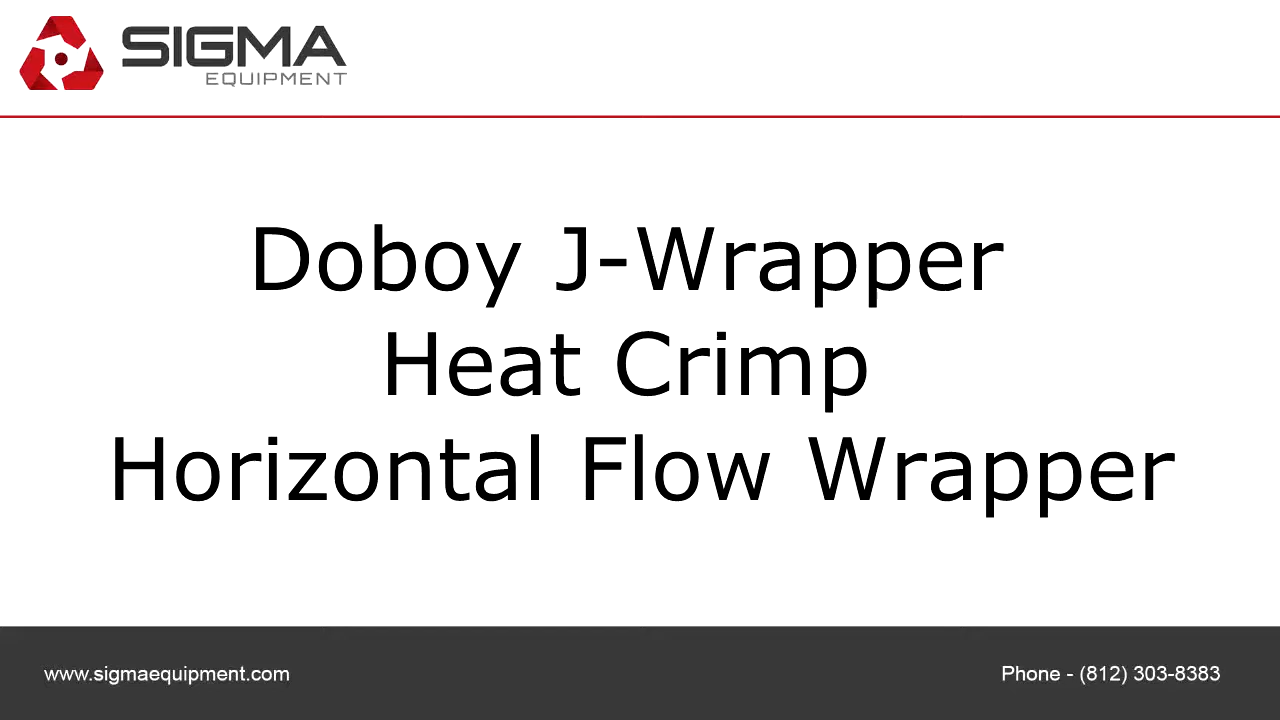 SIGMA
EQUIPMENT
Doboy J-Wrapper
Heat Crimp
Horizontal Flow Wrapper
www.sigmaequipment.com
Phone - (812) 303-8383